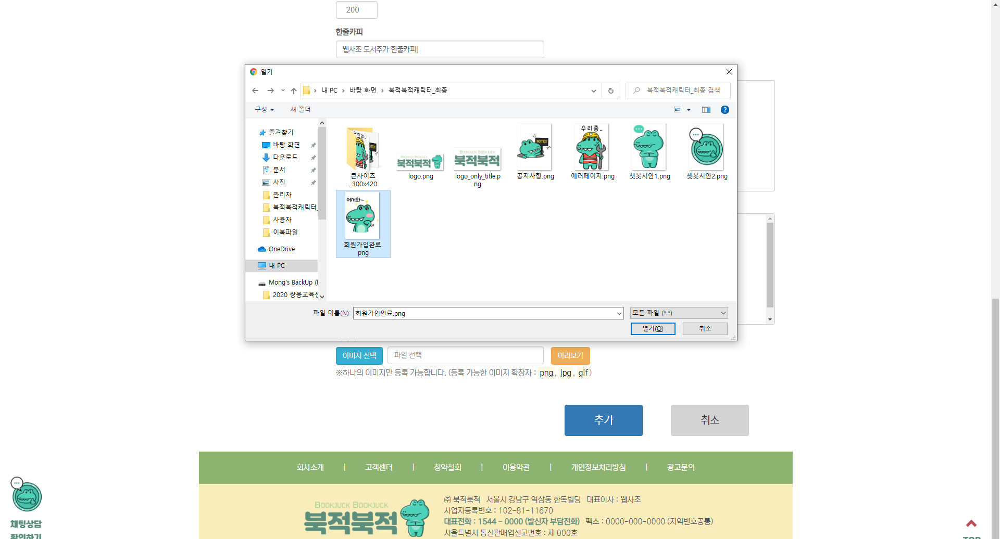 200
한줄카피
웹사조 도서추가 한줄카피!
열기
내 PC > 바탕 화면 > 북적북적캐릭터_최종
북적북적캐릭터_최종 검색
구성
새 폴더
즐겨찾기
바탕 화면
다운로드
문서
사진
관리자
북적북적캐릭터_
사용자
이북파일
OneDrive
내 PC
Mong's BackUp (
2020 쌍용교육센
수리중..
NOTICE
큰사이즈
_300x420
BOOKJUCK BOOKJUCK
북적북적
logo.png
BOOKJUCK BOOKJUCK
북적북적
logo_only_title.p
ng
NOTICE
공지사항.png
수리중..
에러페이지.png
챗봇시안1.png
챗봇시안2.png
어서와~
회원가입완료.
png
파일 이름(N):
회원가입완료.png
모든 파일 (*.*)
열기(O)
취소
이미지 선택
파일 선택
미리보기
※하나의 이미지만 등록 가능합니다. (등록 가능한 이미지 확장자 : png , jpg , gif )
추가
취소
회사소개 | 고객센터 | 청약철회 | 이용약관 | 개인정보처리방침 | 광고문의
BOOKJUCK BOOKJUCK
북적북적
㈜ 북적북적 서울시 강남구 역삼동 한독빌딩 대표이사 : 웹사조
사업자등록번호 : 102-81-11670
대표전화 : 1544 - 0000 (발신자 부담전화) 팩스 : 0000-000-0000 (지역번호공통)
서울특별시 통신판매업신고번호 : 제 000호
채팅상담
확인하기
TOP